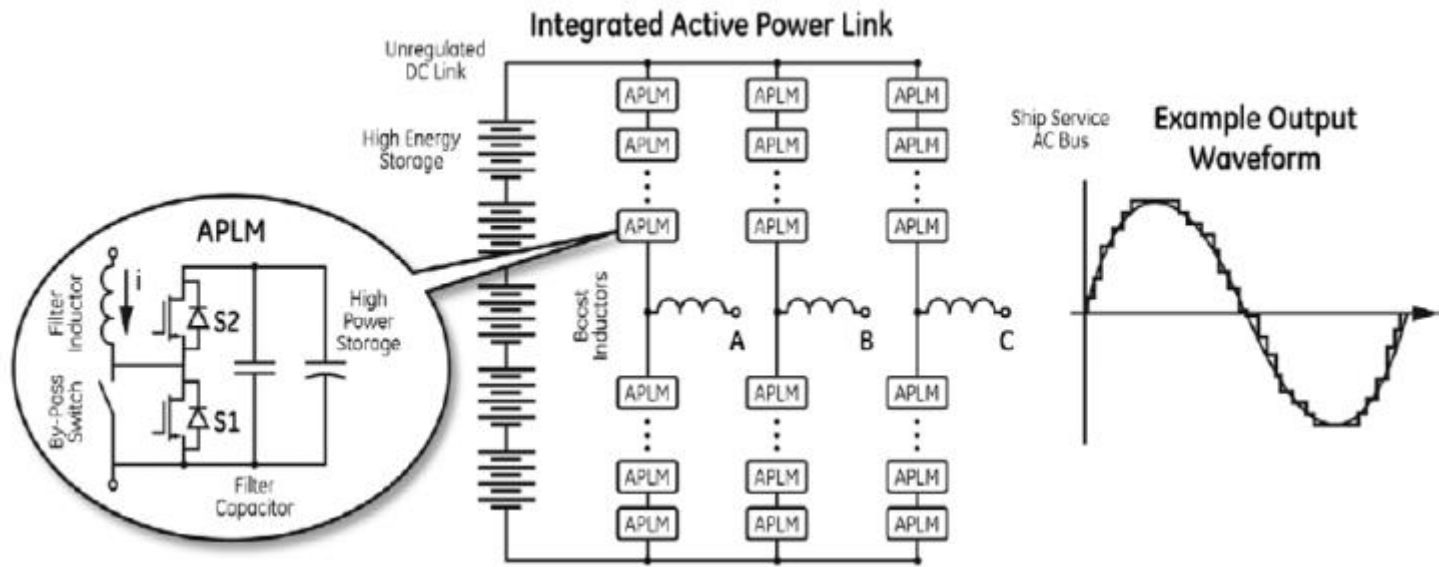 Integrated Active Power Link
Unregulated
DC Link
High Energy
Storage
APLM
Filter
Inductor
i
S2
High
Power
Storage
By-Pass
Switch
S1
Filter
Capacitor
APLM APLM APLM
APLM APLM APLM
APLM APLM APLM
Boost
Inductors
A B C
APLM APLM APLM
APLM APLM APLM
APLM APLM APLM
Ship Service
AC Bus
Example Output
Waveform